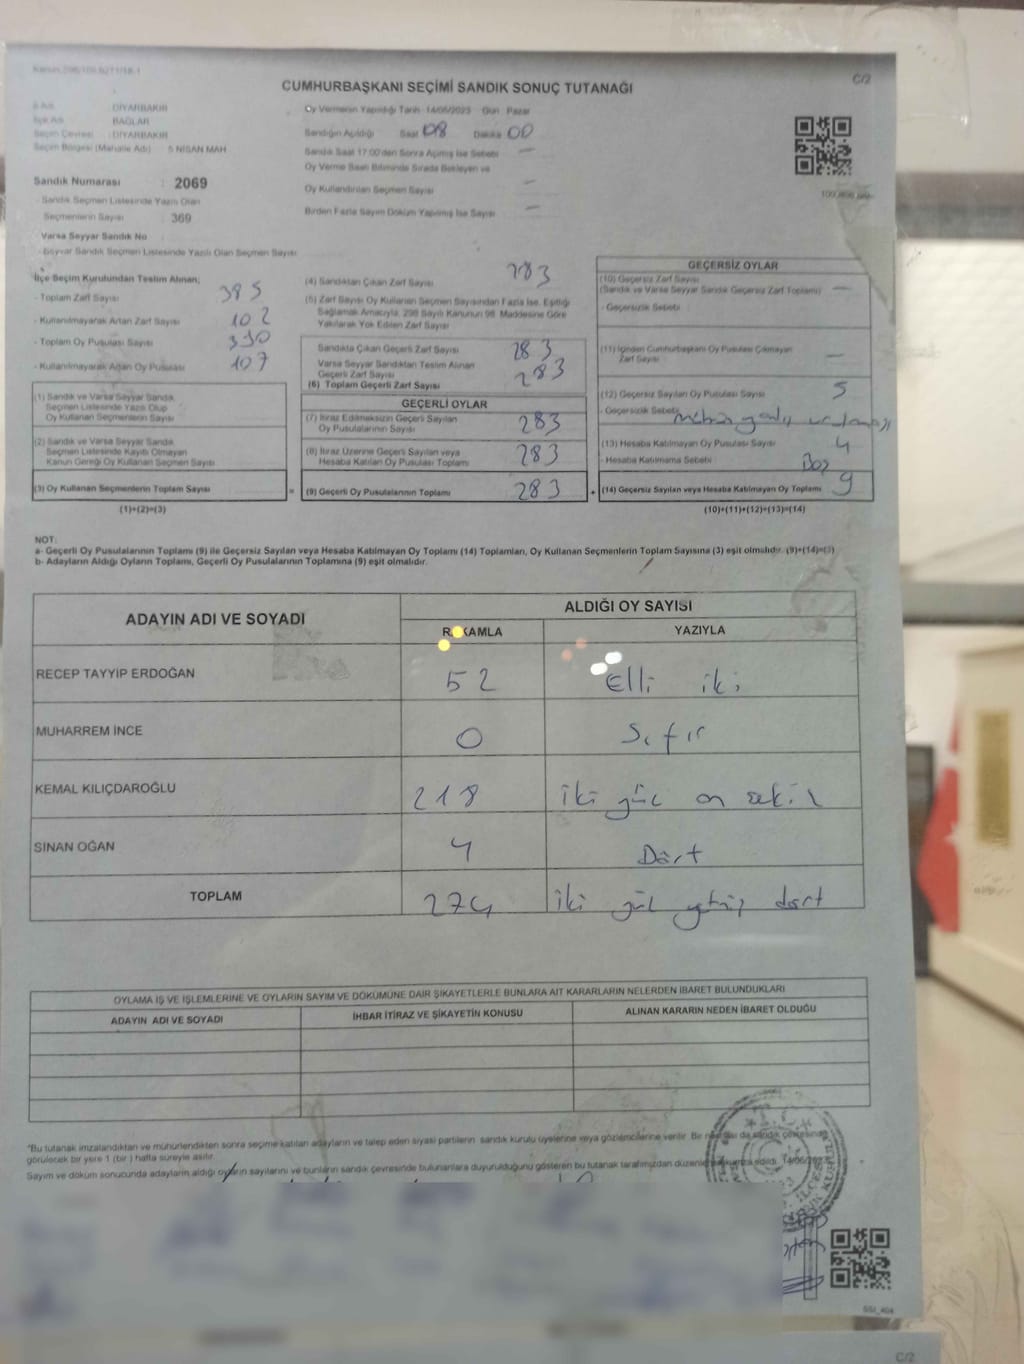 C/2
CUMHURBAŞKANI SEÇİMİ SANDIK SONUÇ TUTANAĞI
İl Adı : DİYARBAKIR
İlçe Adı : BAĞLAR
Seçim Çevresi : DİYARBAKIR
Seçim Bölgesi (Mahalle Adı) 5 NİSAN MAH
Sandık Numarası : 2069
- Sandık Seçmen Listesinde Yazılı Olan
Seçmenlerin Sayısı : 369
Varsa Seyyar Sandık No
- Seyyar Sandık Seçmen Listesinde Yazılı Olan Seçmen Sayısı
Oy Vermenin Yapıldığı Tarih 14/05/2023 Gün Pazar
Sandığın Açıldığı Saat 08 Dakika 00
Sandık Saat 17:00'den Sonra Açılmış İse Sebebi —
Oy Verme Saati Bitiminde Sırada Bekleyen ve
Oy Kullandırılan Seçmen Sayısı —
Birden Fazla Sayım Döküm Yapılmış İse Sayısı —
İlçe Seçim Kurulundan Teslim Alınan;
- Toplam Zarf Sayısı 385
- Kullanılmayarak Artan Zarf Sayısı 102
- Toplam Oy Pusulası Sayısı 390
- Kullanılmayarak Artan Oy Pusulası 107
(1) Sandık ve Varsa Seyyar Sandık
Seçmen Listesinde Yazılı Olup
Oy Kullanan Seçmenlerin Sayısı
(2) Sandık ve Varsa Seyyar Sandık
Seçmen Listesinde Kayıtlı Olmayan
Kanun Gereği Oy Kullanan Seçmen Sayısı
(3) Oy Kullanan Seçmenlerin Toplam Sayısı =
(1)+(2)=(3)
(4) Sandıktan Çıkan Zarf Sayısı 283
(5) Zarf Sayısı Oy Kullanan Seçmen Sayısından Fazla İse, Eşitliği
Sağlamak Amacıyla, 298 Sayılı Kanunun 98. Maddesine Göre
Yakılarak Yok Edilen Zarf Sayısı
Sandıkta Çıkan Geçerli Zarf Sayısı 283
Varsa Seyyar Sandıktan Teslim Alınan
Geçerli Zarf Sayısı
(6) Toplam Geçerli Zarf Sayısı 283
GEÇERLİ OYLAR
(7) İtiraz Edilmeksizin Geçerli Sayılan
Oy Pusulalarının Sayısı 283
(8) İtiraz Üzerine Geçerli Sayılan veya
Hesaba Katılan Oy Pusulası Toplamı 283
(9) Geçerli Oy Pusulalarının Toplamı 283 +
GEÇERSİZ OYLAR
(10) Geçersiz Zarf Sayısı
(Sandık ve Varsa Seyyar Sandık Geçersiz Zarf Toplamı) —
- Geçersizlik Sebebi
(11) İçinden Cumhurbaşkanı Oy Pusulası Çıkmayan
Zarf Sayısı —
(12) Geçersiz Sayılan Oy Pusulası Sayısı 5
- Geçersizlik Sebebi
(13) Hesaba Katılmayan Oy Pusulası Sayısı 4
- Hesaba Katılmama Sebebi Boş
(14) Geçersiz Sayılan veya Hesaba Katılmayan Oy Toplamı 9
(10)+(11)+(12)+(13)=(14)
NOT:
a- Geçerli Oy Pusulalarının Toplamı (9) ile Geçersiz Sayılan veya Hesaba Katılmayan Oy Toplamı (14) Toplamları, Oy Kullanan Seçmenlerin Toplam Sayısına (3) eşit olmalıdır. (9)+(14)=(3)
b- Adayların Aldığı Oyların Toplamı, Geçerli Oy Pusulalarının Toplamına (9) eşit olmalıdır.
ADAYIN ADI VE SOYADI ALDIĞI OY SAYISI
RAKAMLA YAZIYLA
RECEP TAYYİP ERDOĞAN 52 Elli iki
MUHARREM İNCE 0 Sıfır
KEMAL KILIÇDAROĞLU 218 iki yüz on sekiz
SİNAN OĞAN 4 Dört
TOPLAM 274 iki yüz yetmiş dört
OYLAMA İŞ VE İŞLEMLERİNE VE OYLARIN SAYIM VE DÖKÜMÜNE DAİR ŞİKAYETLERLE BUNLARA AİT KARARLARIN NELERDEN İBARET BULUNDUKLARI
ADAYIN ADI VE SOYADI İHBAR İTİRAZ VE ŞİKAYETİN KONUSU ALINAN KARARIN NEDEN İBARET OLDUĞU
"Bu tutanak imzalandıktan ve mühürlendikten sonra seçime katılan adayların ve talep eden siyasi partilerin sandık kurulu üyelerine veya gözlemcilerine verilir. Bir
görülecek bir yere 1 (bir) hafta süreyle asılır.
Sayım ve döküm sonucunda adayların aldığı oyların sayılarını ve bunların sandık çevresinde bulunanlara duyurulduğunu gösteren bu tutanak tarafımızdan
SSI_404
C/2